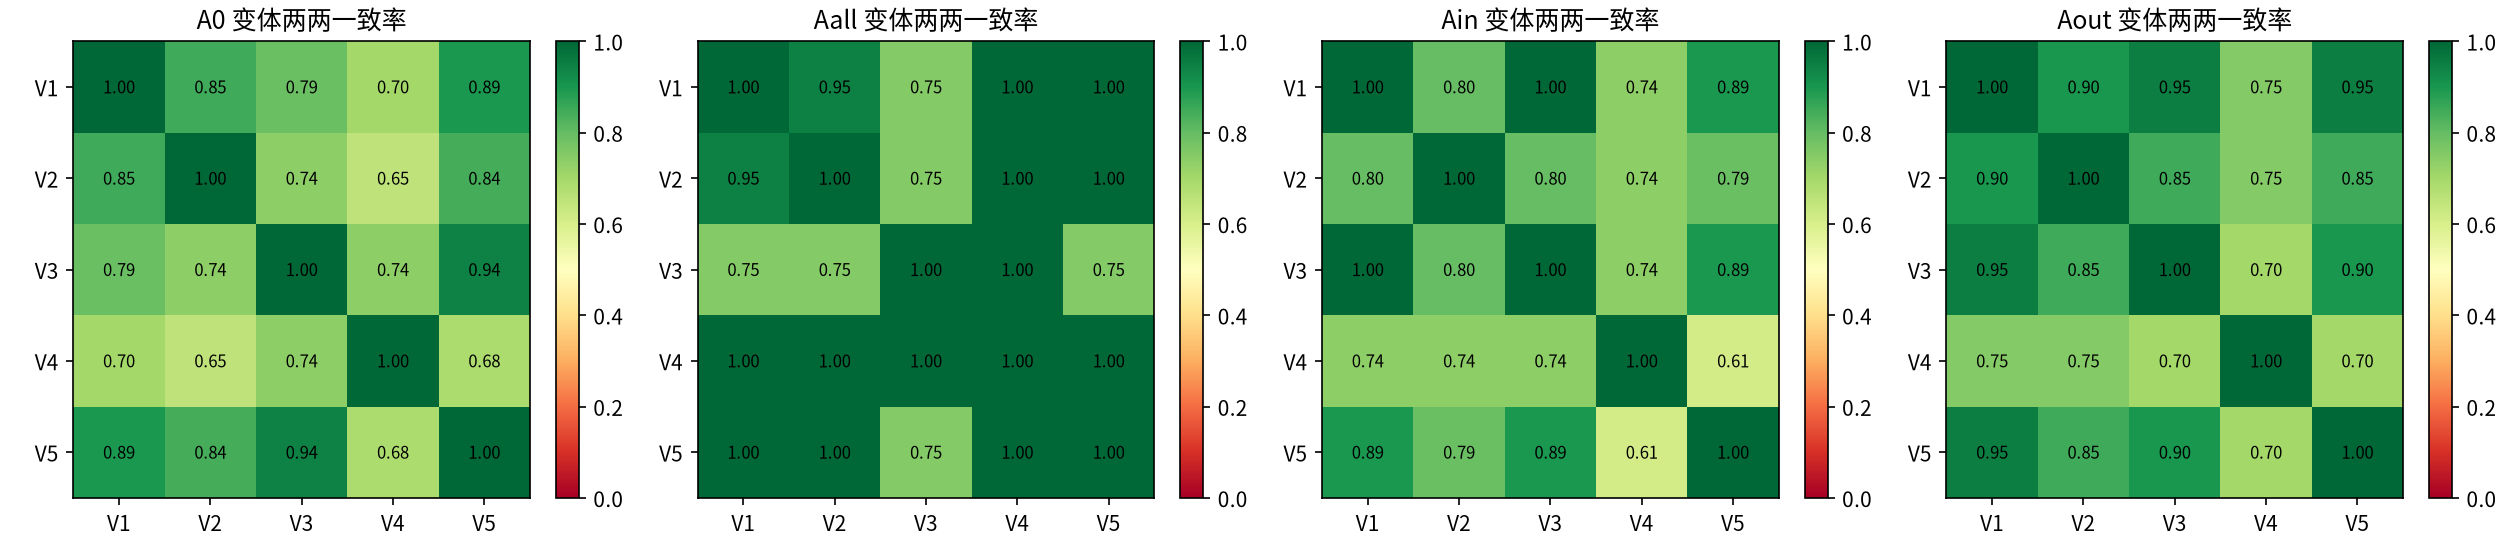 A0 变体两两一致率
V1 1.00 0.85 0.79 0.70 0.89
V2 0.85 1.00 0.74 0.65 0.84
V3 0.79 0.74 1.00 0.74 0.94
V4 0.70 0.65 0.74 1.00 0.68
V5 0.89 0.84 0.94 0.68 1.00
V1 V2 V3 V4 V5
1.0
0.8
0.6
0.4
0.2
0.0
Aall 变体两两一致率
V1 1.00 0.95 0.75 1.00 1.00
V2 0.95 1.00 0.75 1.00 1.00
V3 0.75 0.75 1.00 1.00 0.75
V4 1.00 1.00 1.00 1.00 1.00
V5 1.00 1.00 0.75 1.00 1.00
V1 V2 V3 V4 V5
1.0
0.8
0.6
0.4
0.2
0.0
Ain 变体两两一致率
V1 1.00 0.80 1.00 0.74 0.89
V2 0.80 1.00 0.80 0.74 0.79
V3 1.00 0.80 1.00 0.74 0.89
V4 0.74 0.74 0.74 1.00 0.61
V5 0.89 0.79 0.89 0.61 1.00
V1 V2 V3 V4 V5
1.0
0.8
0.6
0.4
0.2
0.0
Aout 变体两两一致率
V1 1.00 0.90 0.95 0.75 0.95
V2 0.90 1.00 0.85 0.75 0.85
V3 0.95 0.85 1.00 0.70 0.90
V4 0.75 0.75 0.70 1.00 0.70
V5 0.95 0.85 0.90 0.70 1.00
V1 V2 V3 V4 V5
1.0
0.8
0.6
0.4
0.2
0.0